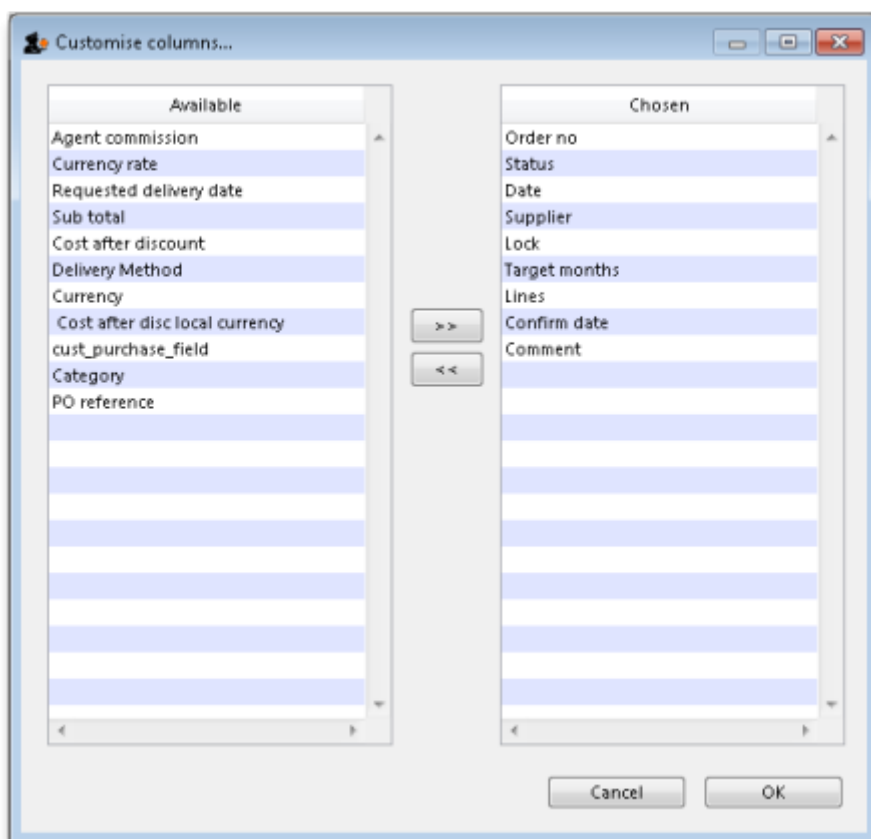 Customise columns...
Available
Agent commission
Currency rate
Requested delivery date
Sub total
Cost after discount
Delivery Method
Currency
Cost after disc local currency
cust_purchase_field
Category
PO reference
>>
<<
Chosen
Order no
Status
Date
Supplier
Lock
Target months
Lines
Confirm date
Comment
Cancel
OK